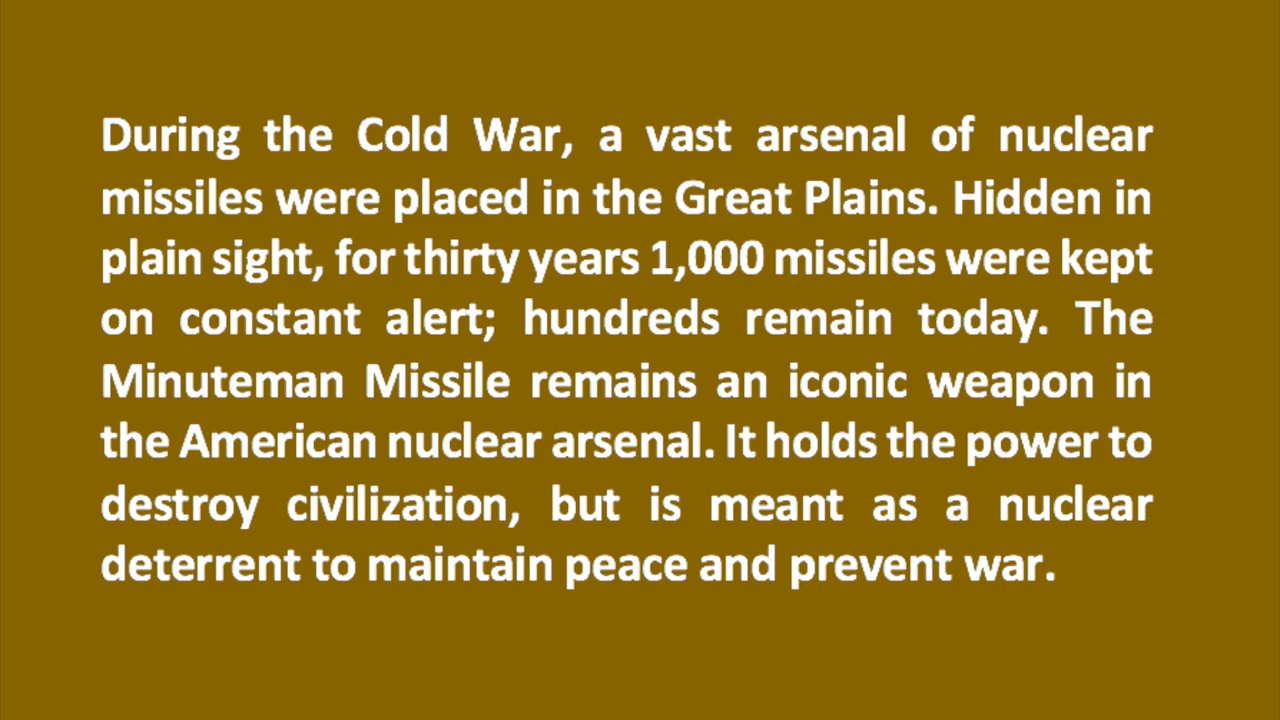 During the Cold War, a vast arsenal of nuclear
missiles were placed in the Great Plains. Hidden in
plain sight, for thirty years 1,000 missiles were kept
on constant alert; hundreds remain today. The
Minuteman Missile remains an iconic weapon in
the American nuclear arsenal. It holds the power to
destroy civilization, but is meant as a nuclear
deterrent to maintain peace and prevent war.